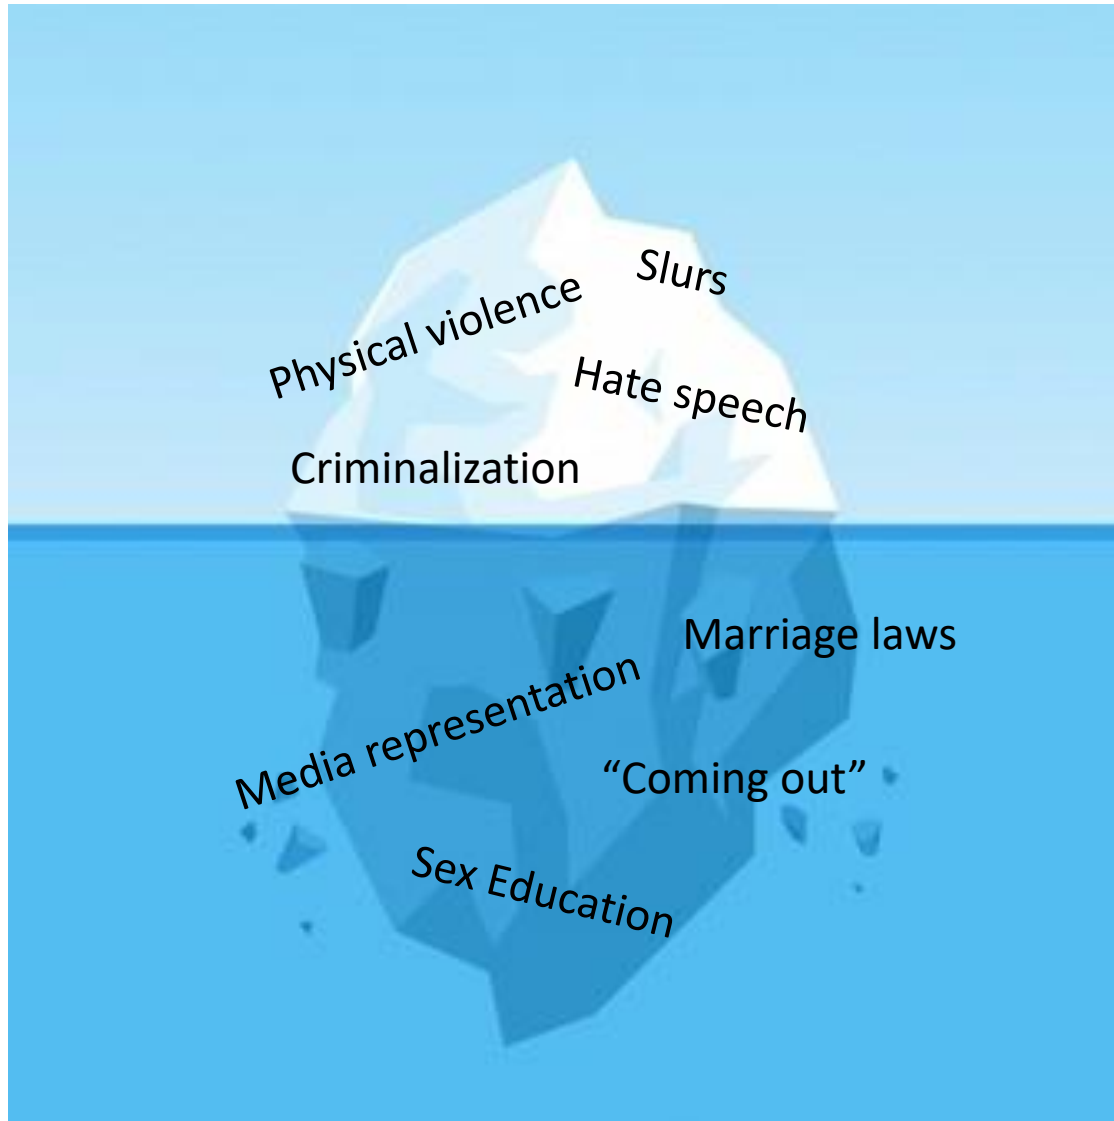 Slurs
Physical violence
Hate speech
Criminalization
Marriage laws
Media representation
“Coming out”
Sex Education